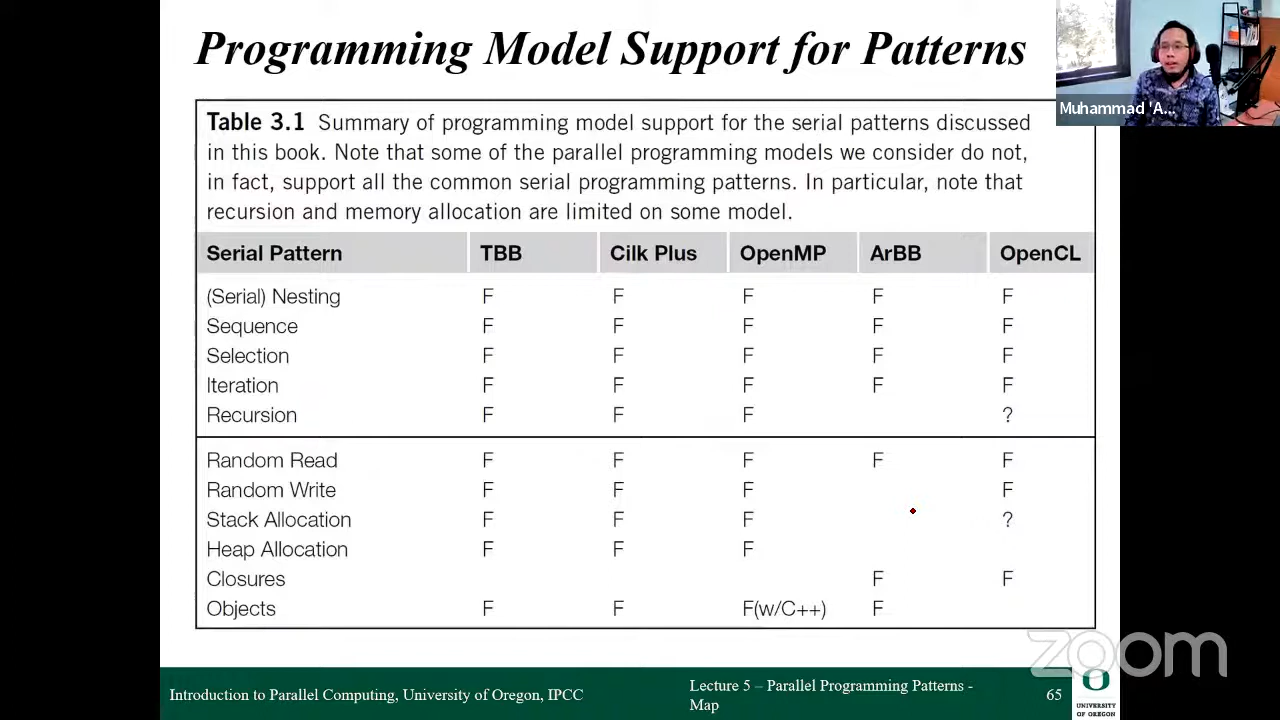 Programming Model Support for Patterns
Muhammad 'A...
Table 3.1 Summary of programming model support for the serial patterns discussed
in this book. Note that some of the parallel programming models we consider do not,
in fact, support all the common serial programming patterns. In particular, note that
recursion and memory allocation are limited on some model.
Serial Pattern TBB Cilk Plus OpenMP ArBB OpenCL
(Serial) Nesting F F F F F
Sequence F F F F F
Selection F F F F F
Iteration F F F F F
Recursion F F F ?
Random Read F F F F F
Random Write F F F F
Stack Allocation F F F ?
Heap Allocation F F F
Closures F F
Objects F F F(w/C++) F
zoom
Introduction to Parallel Computing, University of Oregon, IPCC
Lecture 5 – Parallel Programming Patterns -
Map
65
O
UNIVERSITY
OF OREGON